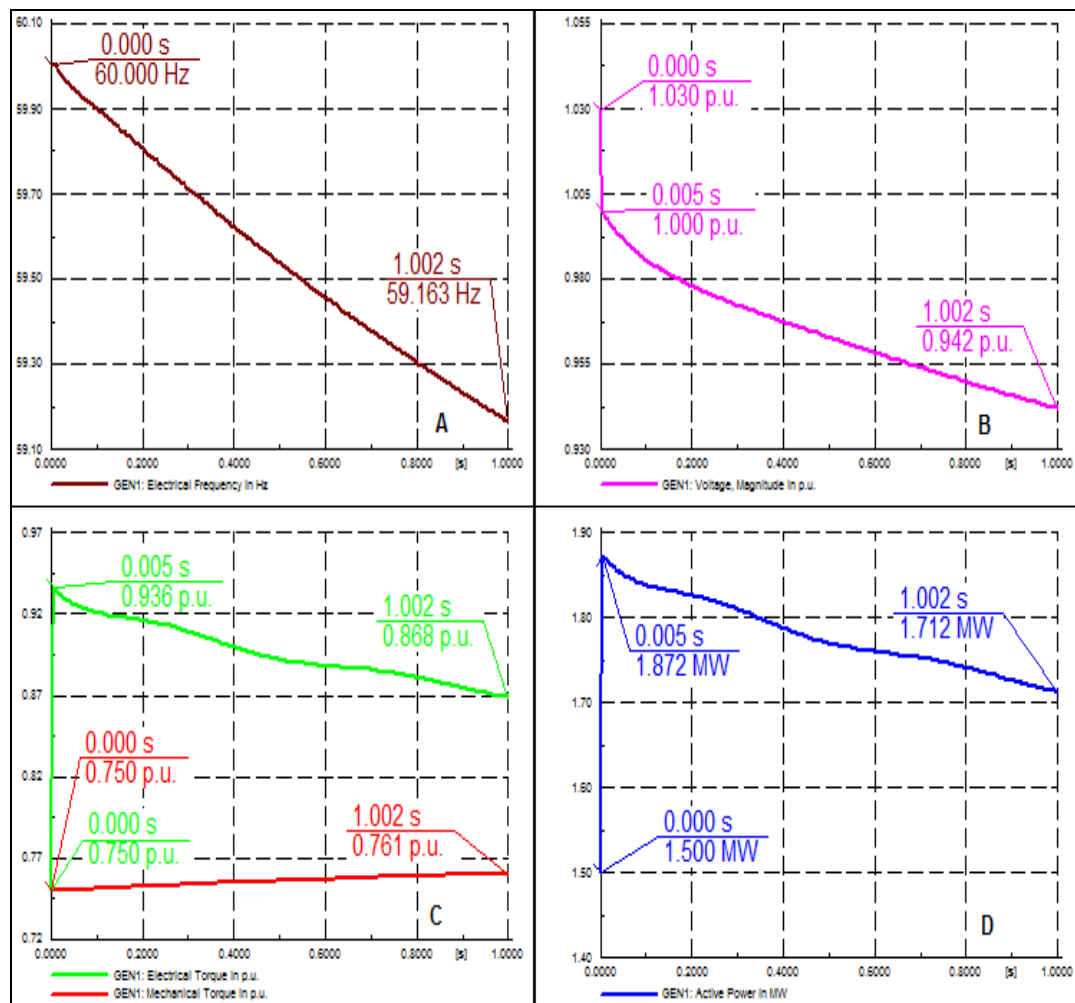 60.10
59.90
59.70
59.50
59.30
59.10
0.000 s
60.000 Hz
1.002 s
59.163 Hz
A
0.0000 0.2000 0.4000 0.6000 0.8000 [s] 1.0000
GEN1: Electrical Frequency in Hz
1.055
1.030
1.005
0.980
0.955
0.930
0.000 s
1.030 p.u.
0.005 s
1.000 p.u.
1.002 s
0.942 p.u.
B
0.0000 0.2000 0.4000 0.6000 0.8000 [s] 1.0000
GEN1: Voltage, Magnitude in p.u.
0.97
0.92
0.87
0.82
0.77
0.72
0.005 s
0.936 p.u.
1.002 s
0.868 p.u.
0.000 s
0.750 p.u.
0.000 s
0.750 p.u.
1.002 s
0.761 p.u.
C
0.0000 0.2000 0.4000 0.6000 0.8000 [s] 1.0000
GEN1: Electrical Torque in p.u.
GEN1: Mechanical Torque in p.u.
1.90
1.80
1.70
1.60
1.50
1.40
0.005 s
1.872 MW
1.002 s
1.712 MW
0.000 s
1.500 MW
D
0.0000 0.2000 0.4000 0.6000 0.8000 [s] 1.0000
GEN1: Active Power in MW